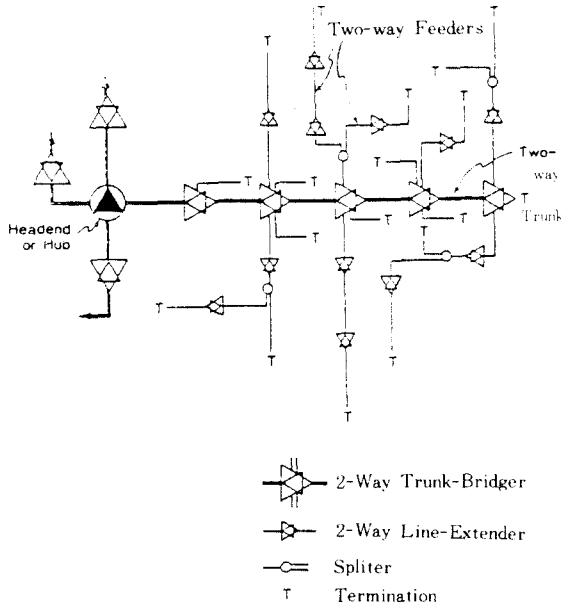 T T
Two-way Feeders
T
T
T T
Two-
way
T
T T
T
Trunk
T T
Headend
or Hub
T
T
T
T T
T
2-Way Trunk-Bridger
2-Way Line-Extender
Spliter
T Termination